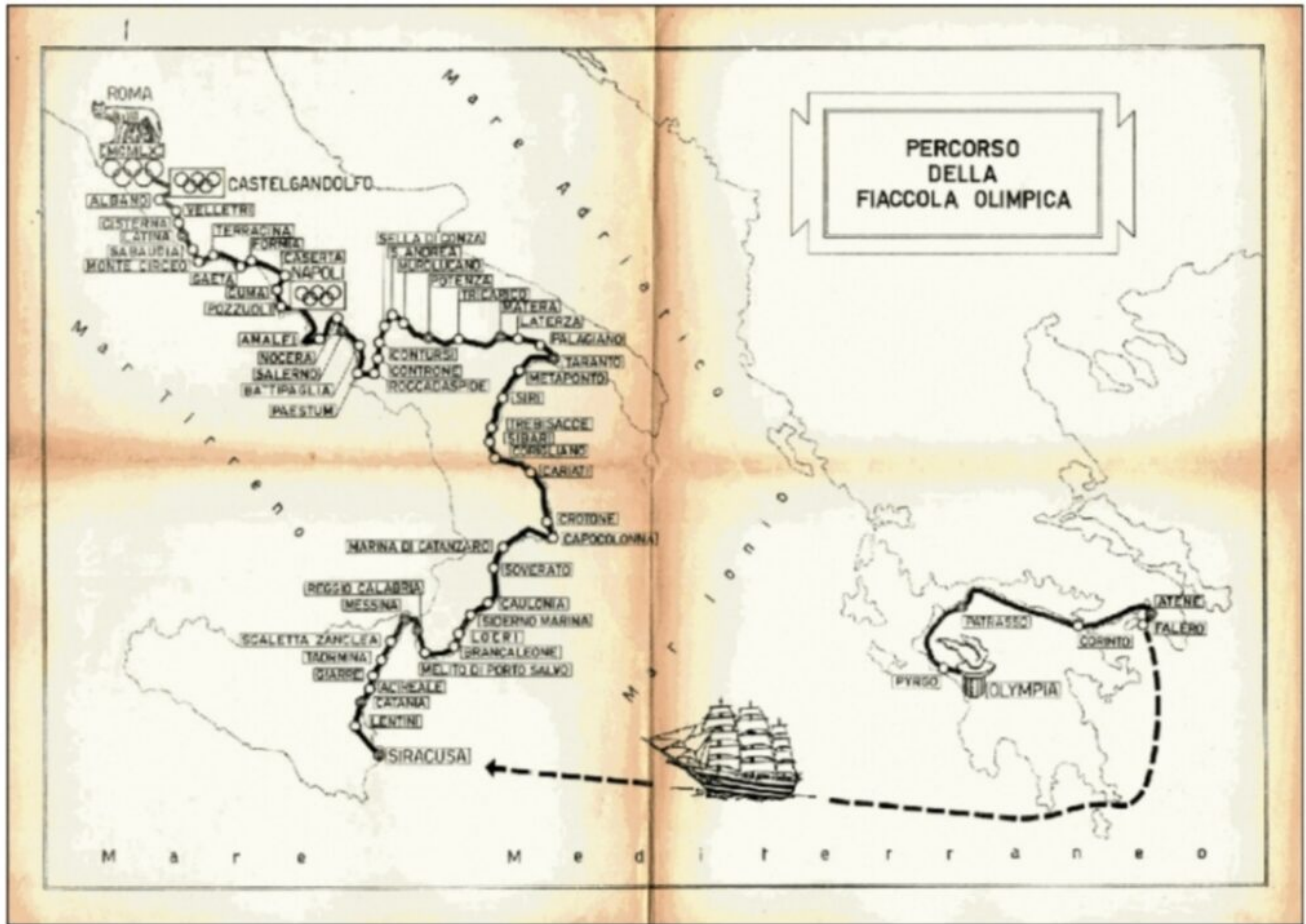 ROMA
MCMLX
CASTELGANDOLFO
ALBANO
VELLETRI
CISTERNA
LATINA
SABAUDIA
MONTE CIRCEO
TERRACINA
FORMIA
GAETA
CASERTA
NAPOLI
CUMA
POZZUOLI
AMALFI
NOCERA
SALERNO
BATTIPAGLIA
PAESTUM
SELLA DI CONZA
S. ANDREA
MUROLUCANO
POTENZA
TRICARICO
MATERA
LATERZA
PALAGIANO
TARANTO
CONTURSI
CONTRONE
ROCCADASPIDE
METAPONTO
SIRI
TREBISACCE
SIBARI
CORIGLIANO
CARIATI
CROTONE
CAPOCOLONNA
MARINA DI CATANZARO
SOVERATO
REGGIO CALABRIA
MESSINA
CAULONIA
SIDERNO MARINA
LOCRI
BRANCALEONE
MELITO DI PORTO SALVO
SCALETTA ZANCLEA
TAORMINA
GIARRE
ACIREALE
CATANIA
LENTINI
SIRACUSA
Mare Adriatico
Mar Tirreno
Mar Ionio
PERCORSO
DELLA
FIACCOLA OLIMPICA
ATENE
FALERO
PATRASSO
CORINTO
PYRGO
OLYMPIA
Mare Mediterraneo